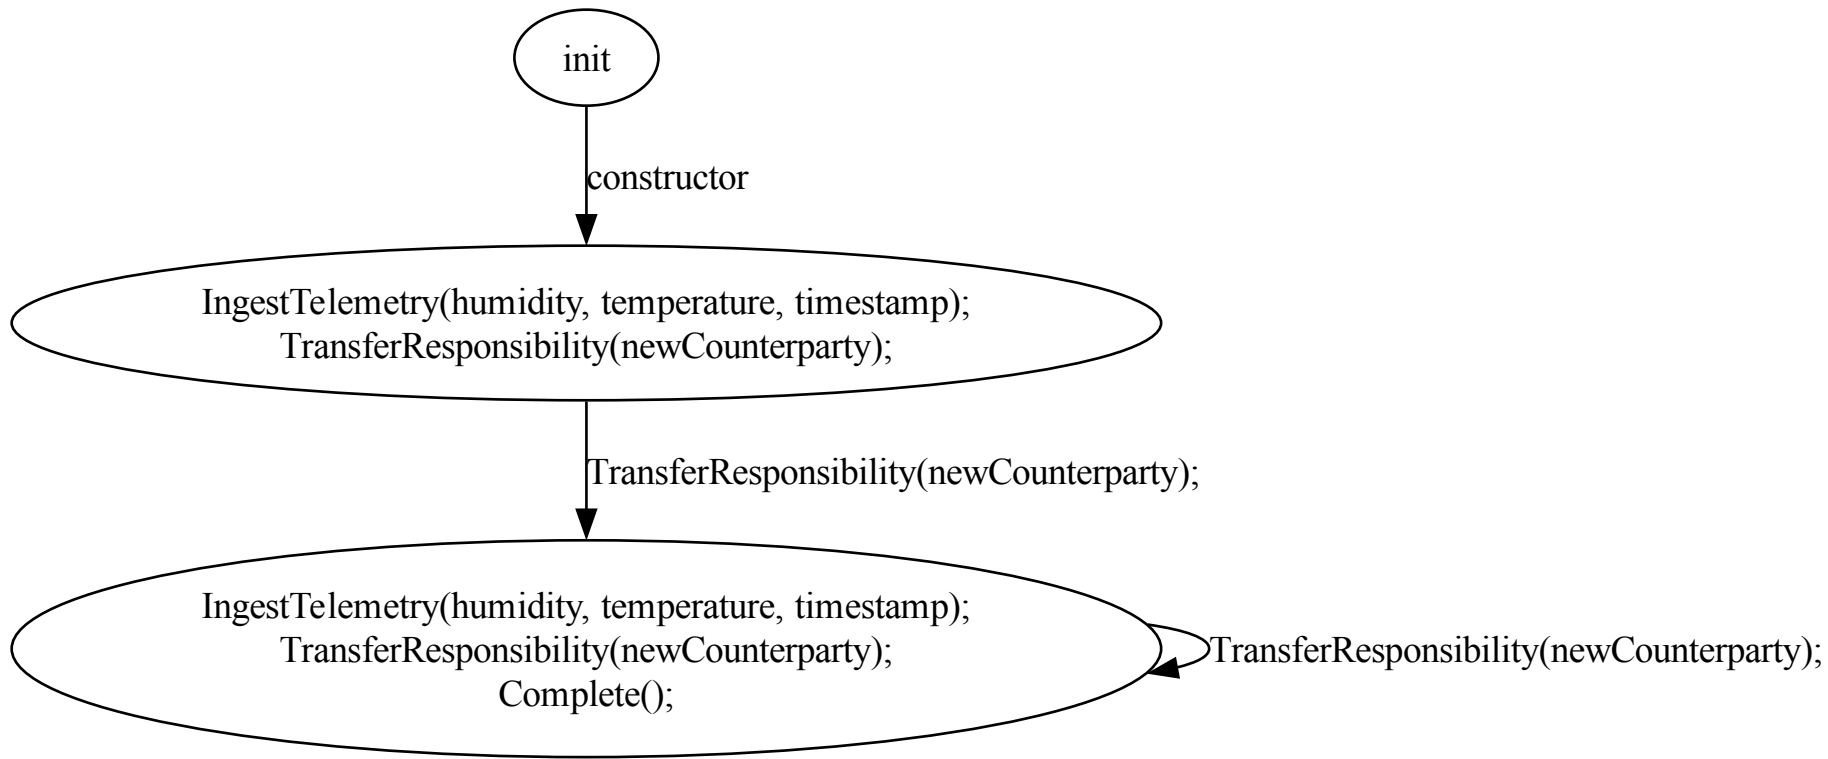 init
constructor
IngestTelemetry(humidity, temperature, timestamp);
TransferResponsibility(newCounterparty);
TransferResponsibility(newCounterparty);
IngestTelemetry(humidity, temperature, timestamp);
TransferResponsibility(newCounterparty);
Complete();
TransferResponsibility(newCounterparty);